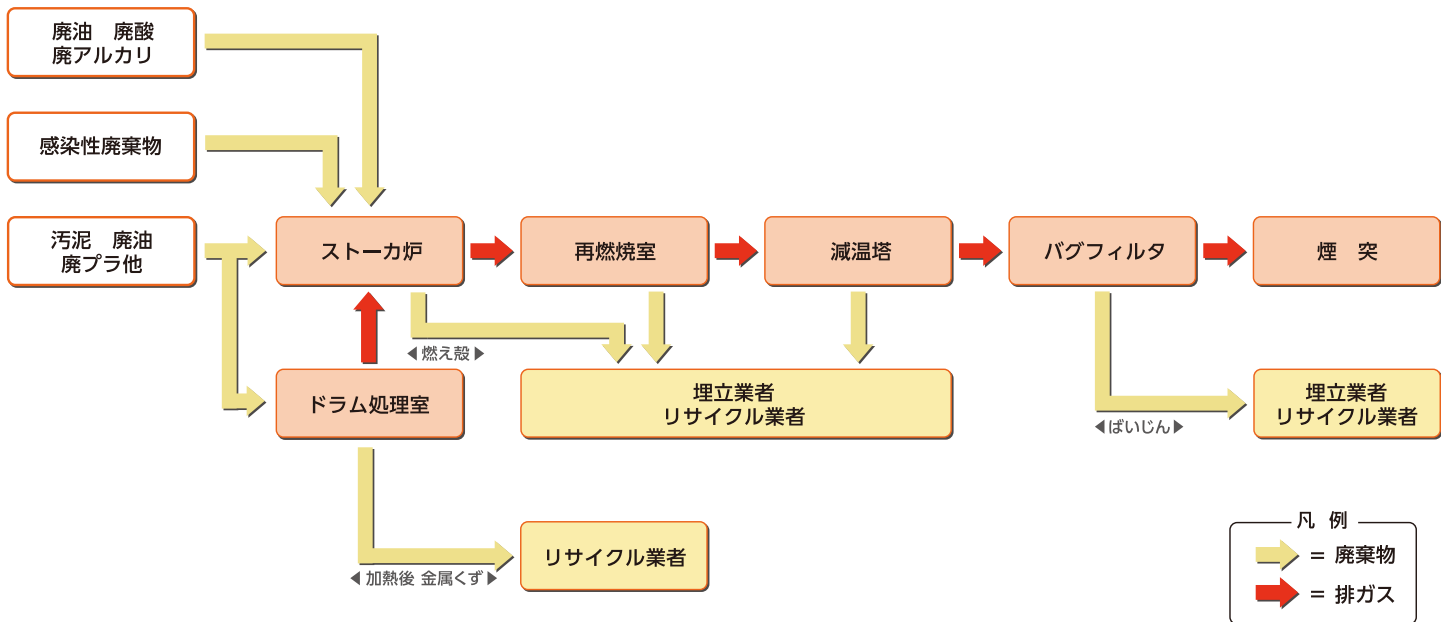 廃油　廃酸
廃アルカリ
感染性廃棄物
汚泥　廃油
廃プラ他
ストーカ炉
再燃焼室
減温塔
バグフィルタ
煙　突
◀燃え殻▶
ドラム処理室
埋立業者
リサイクル業者
◀ばいじん▶
埋立業者
リサイクル業者
◀加熱後 金属くず▶
リサイクル業者
凡　例
= 廃棄物
= 排ガス